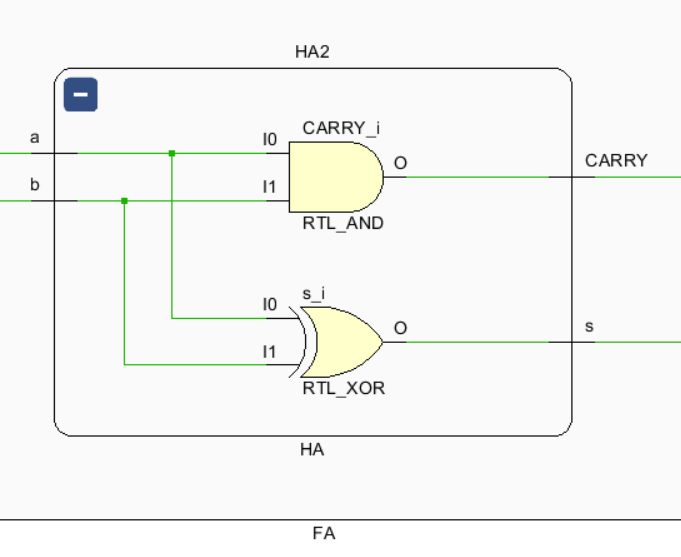 HA2
CARRY_i
a
I0
O
CARRY
b
I1
RTL_AND
s_i
I0
O
s
I1
RTL_XOR
HA
FA